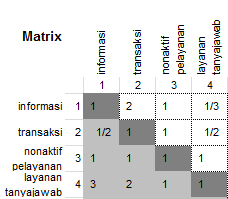 Matrix
informasi
transaksi
nonaktif
pelayanan
layanan
tanyajawab
1 2 3 4
informasi 1 1 2 1 1/3
transaksi 2 1/2 1 1 1/2
nonaktif
pelayanan 3 1 1 1 1
layanan
tanyajawab 4 3 2 1 1